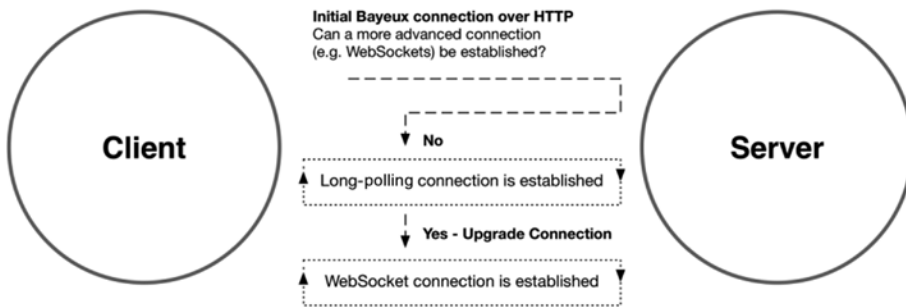 Initial Bayeux connection over HTTP
Can a more advanced connection
(e.g. WebSockets) be established?
Client
Server
No
Long-polling connection is established
Yes - Upgrade Connection
WebSocket connection is established